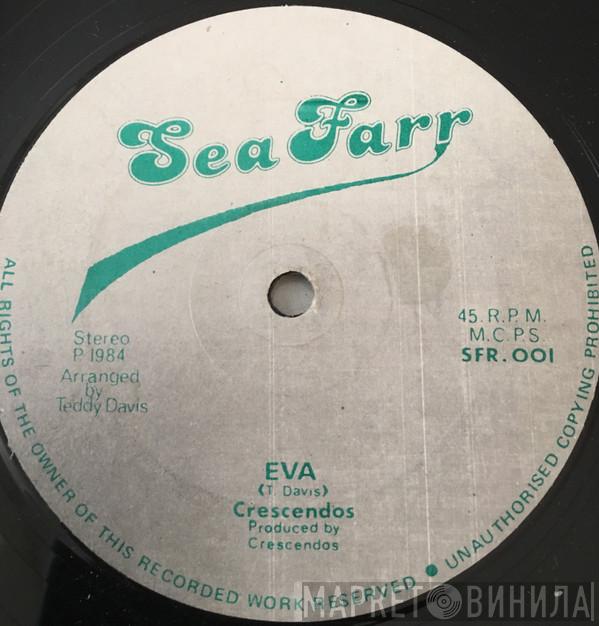 Sea Farr
Stereo
P 1984
Arranged
by
Teddy Davis
45. R.P.M.
M.C.P.S
SFR. 001
EVA
(T. Davis)
Crescendos
Produced by
Crescendos
ALL RIGHTS OF THE OWNER OF THIS RECORDED WORK RESERVED ● UNAUTHORISED COPYING PROHIBITED
МАРКЕТ ВИНИЛА